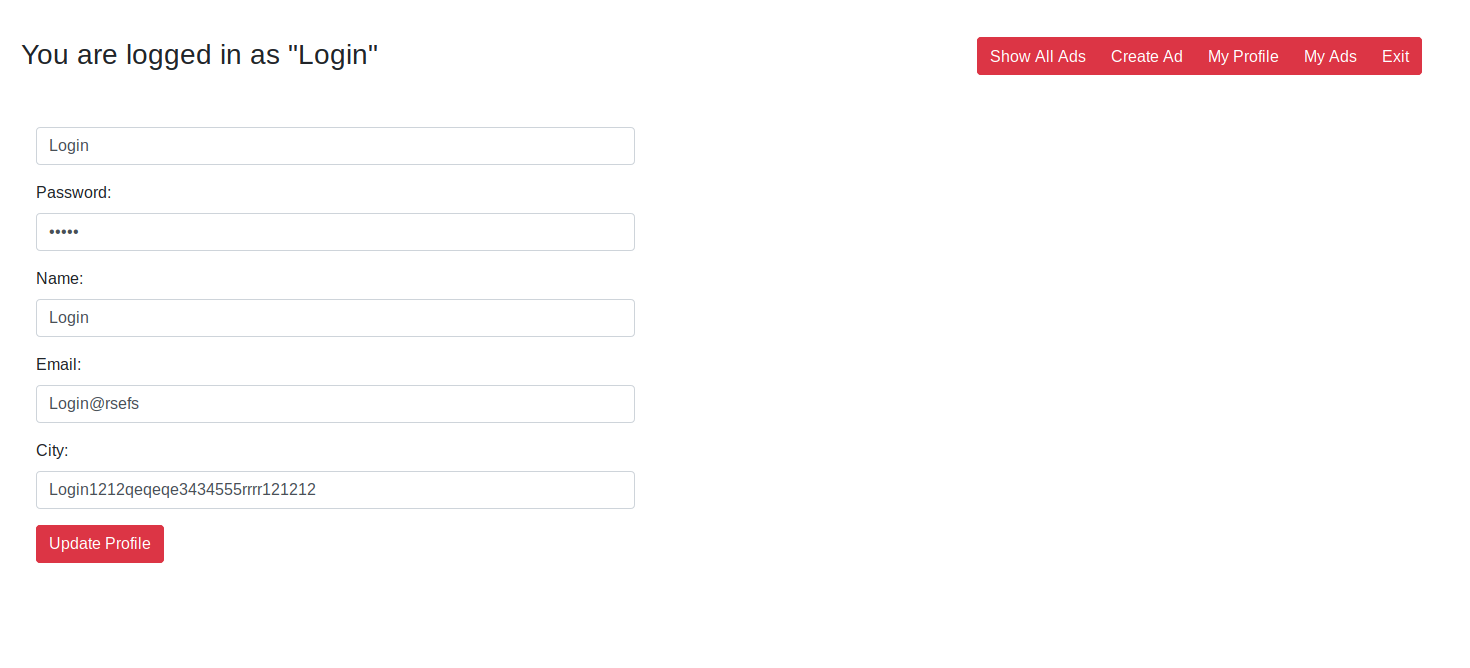 You are logged in as "Login"
Show All Ads Create Ad My Profile My Ads Exit
Login
Password:
•••••
Name:
Login
Email:
Login@rsefs
City:
Login1212qeqeqe3434555rrrr121212
Update Profile